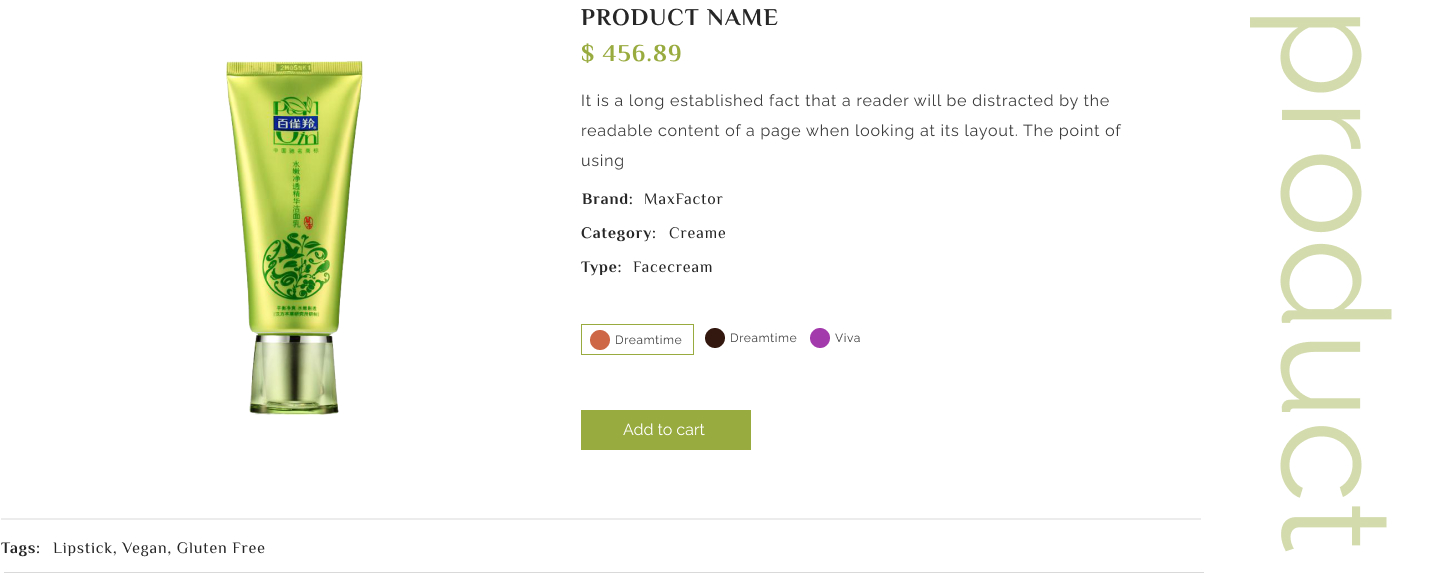 PRODUCT NAME
$ 456.89
It is a long established fact that a reader will be distracted by the
readable content of a page when looking at its layout. The point of
using
Brand: MaxFactor
Category: Creame
Type: Facecream
Dreamtime Dreamtime Viva
Add to cart
Tags: Lipstick, Vegan, Gluten Free
product
百雀羚
水嫩净透精华洁面乳